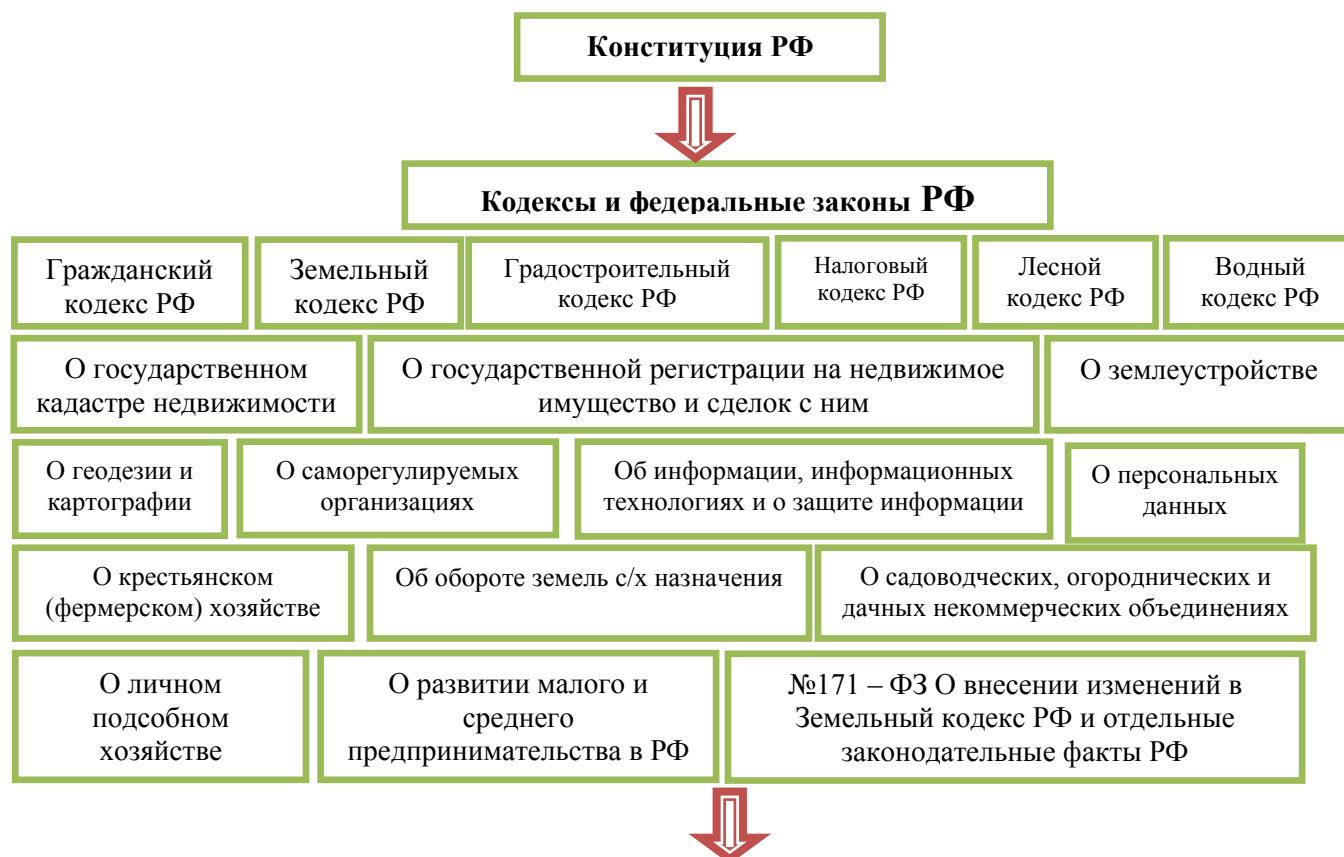 Конституция РФ
Кодексы и федеральные законы РФ
Гражданский
кодекс РФ
Земельный
кодекс РФ
Градостроительный
кодекс РФ
Налоговый
кодекс РФ
Лесной
кодекс РФ
Водный
кодекс РФ
О государственном
кадастре недвижимости
О государственной регистрации на недвижимое
имущество и сделок с ним
О землеустройстве
О геодезии и
картографии
О саморегулируемых
организациях
Об информации, информационных
технологиях и о защите информации
О персональных
данных
О крестьянском
(фермерском) хозяйстве
Об обороте земель с/х назначения
О садоводческих, огороднических и
дачных некоммерческих объединениях
О личном
подсобном
хозяйстве
О развитии малого и
среднего
предпринимательства в РФ
№171 – ФЗ О внесении изменений в
Земельный кодекс РФ и отдельные
законодательные факты РФ